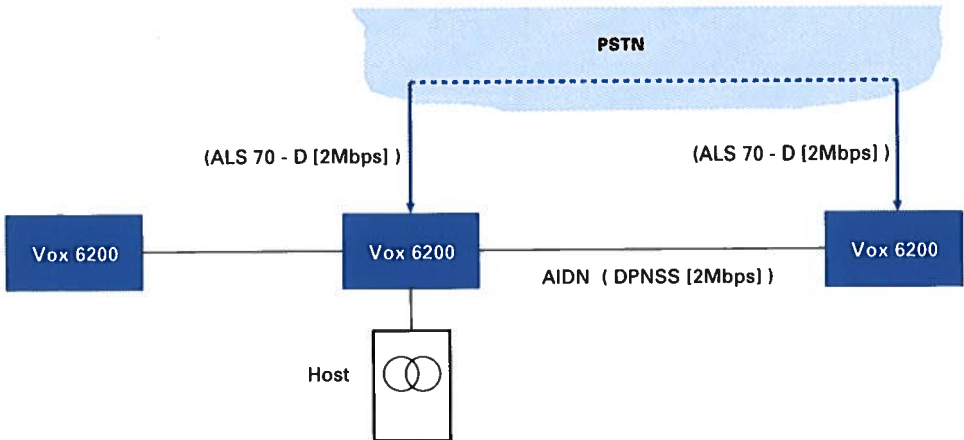 PSTN
(ALS 70 - D [2Mbps] )
(ALS 70 - D [2Mbps] )
Vox 6200
Vox 6200
Vox 6200
AIDN ( DPNSS [2Mbps] )
Host